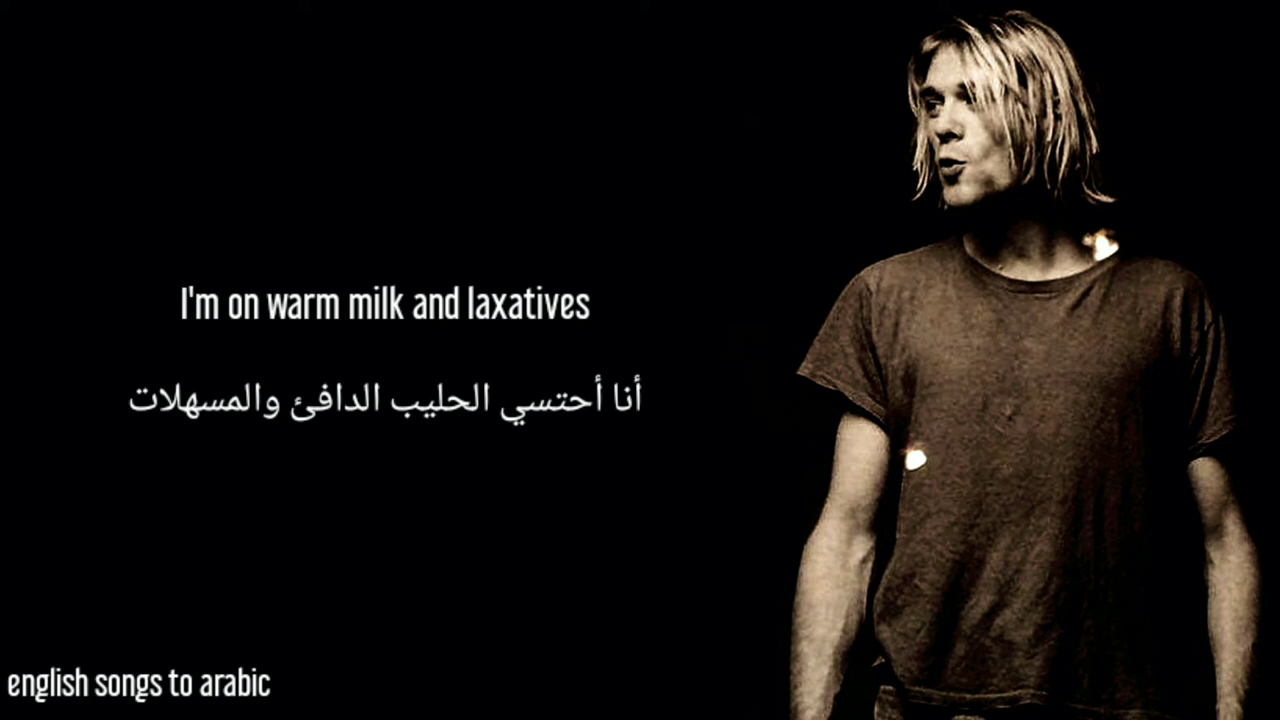 I'm on warm milk and laxatives
أنا أحتسي الحليب الدافئ والمسهلات
english songs to arabic